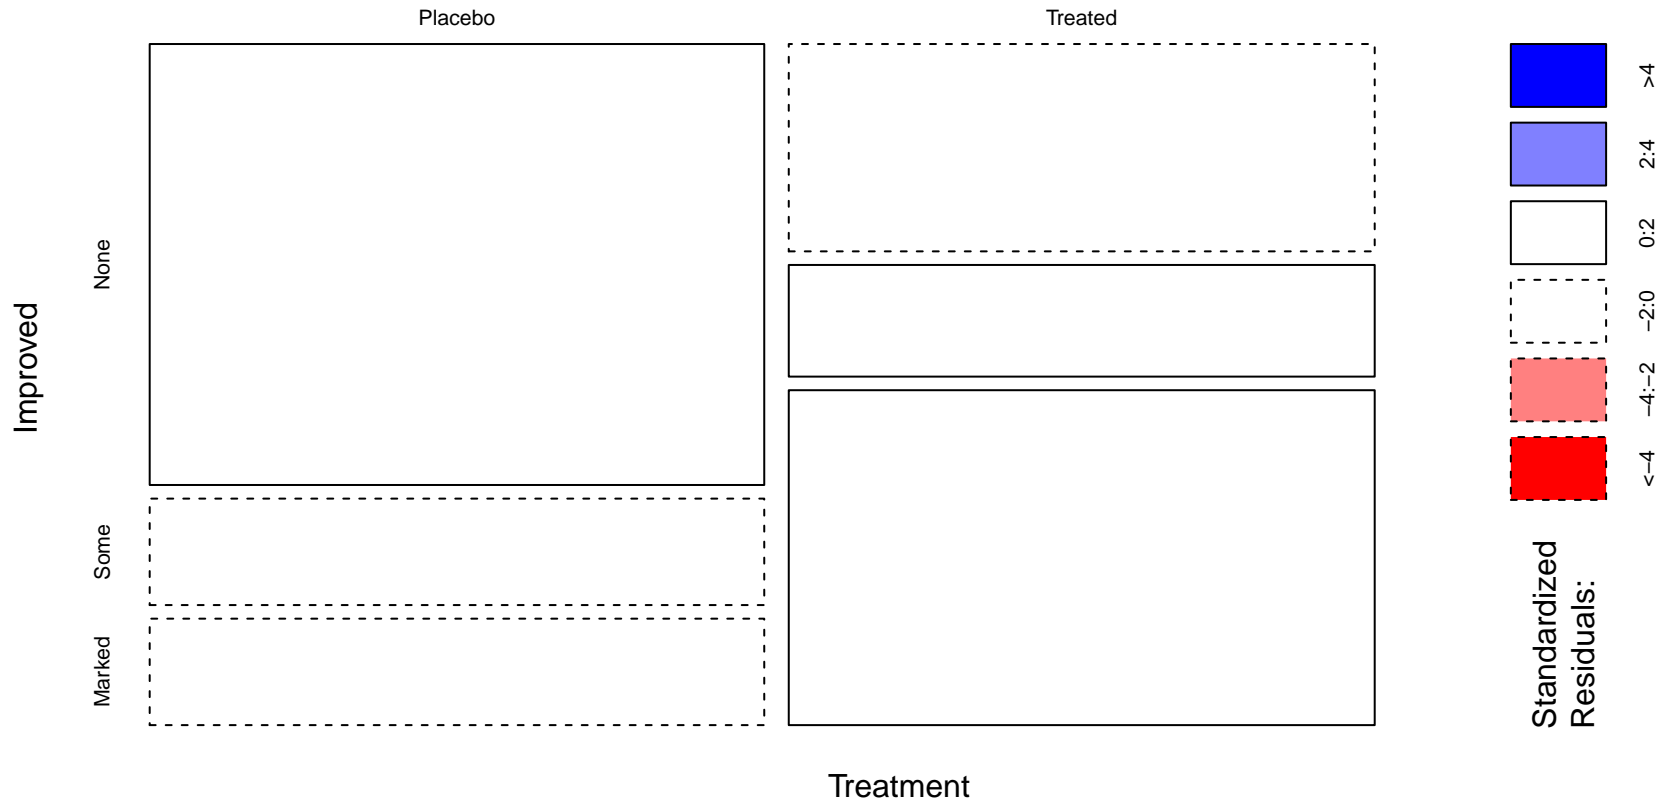 Placebo
Treated
Improved
None
Some
Marked
Treatment
>4
2:4
0:2
−2:0
−4:−2
<−4
Standardized
Residuals: